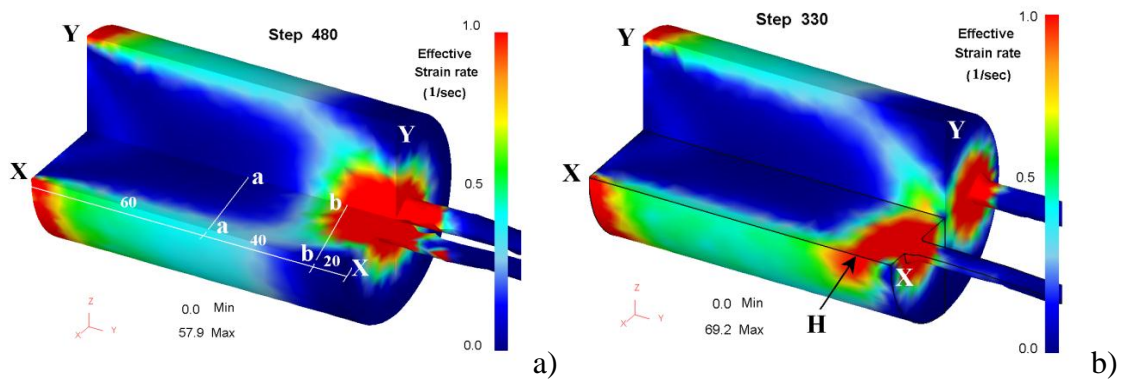 Step 480
1.0
Effective
Strain rate
(1/sec)
0.5
0.0
Y
Y
X
X
60
a
a
40
b
b
20
0.0 Min
57.9 Max
Z
X Y
a)
Step 330
1.0
Effective
Strain rate
(1/sec)
0.5
0.0
Y
Y
X
X
H
0.0 Min
69.2 Max
Z
X Y
b)